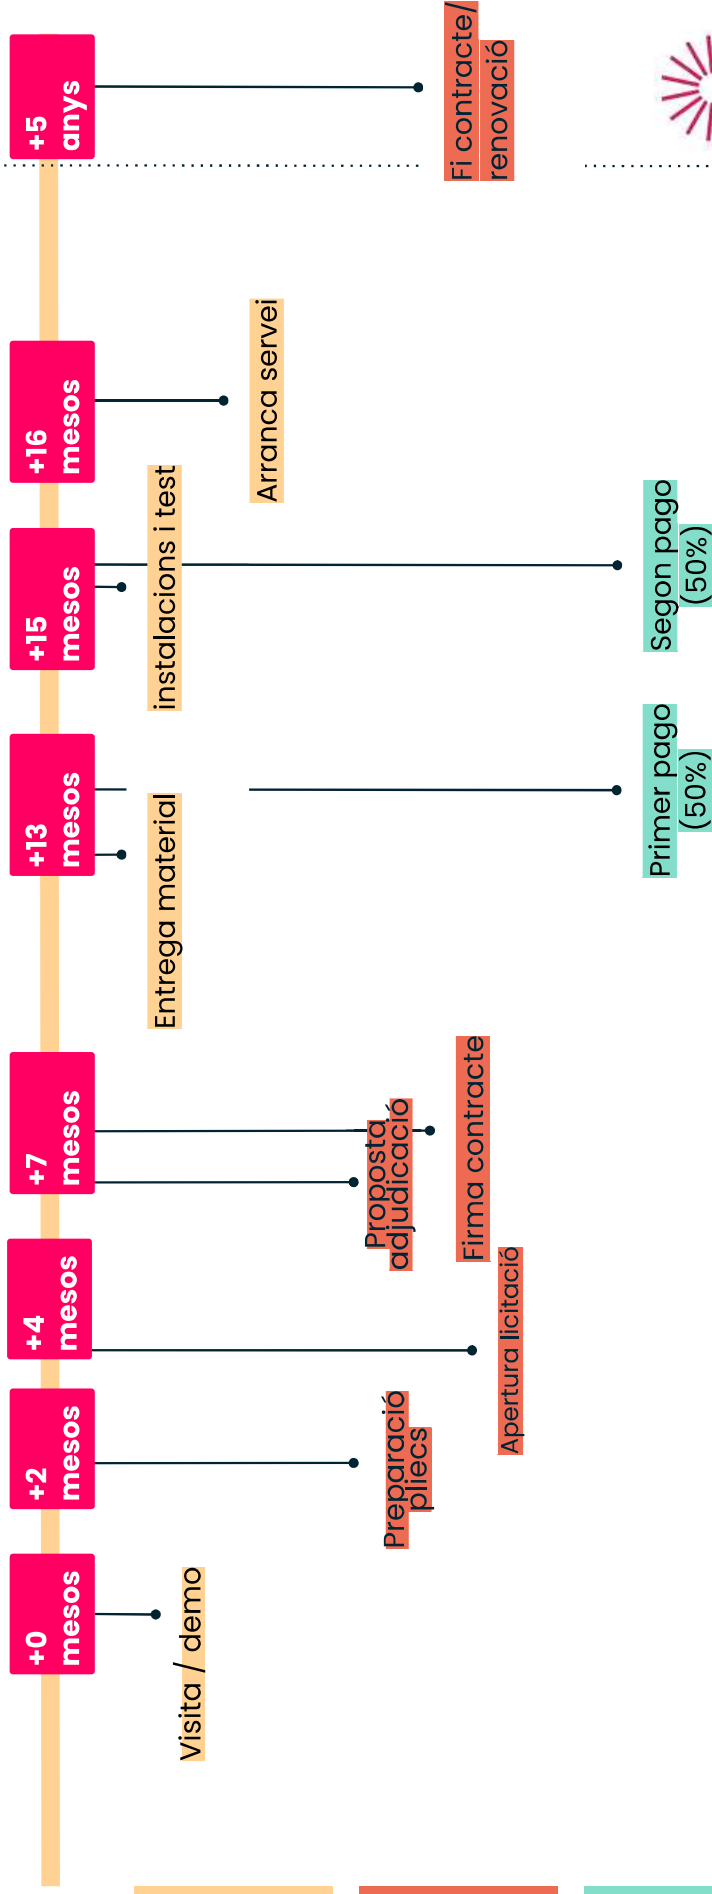 +0
mesos
Visita / demo
+2
mesos
Preparació
pliecs
+4
mesos
Apertura licitació
+7
mesos
Proposta
adjudicació
Firma contracte
+13
mesos
Entrega material
Primer pago
(50%)
+15
mesos
instalacions i test
Segon pago
(50%)
+16
mesos
Arranca servei
+5
anys
Fi contracte/
renovació